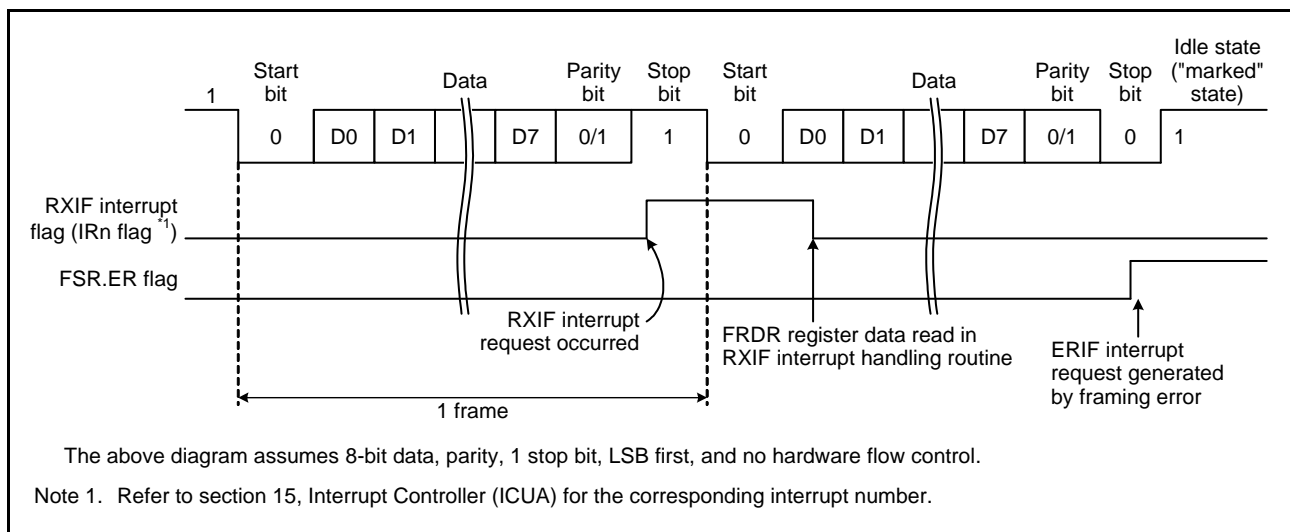 Start bit
Data
Parity bit
Stop bit
Start bit
Data
Parity bit
Stop bit
Idle state ("marked" state)
1
0
D0
D1
D7
0/1
1
0
D0
D1
D7
0/1
0
1
RXIF interrupt
flag (IRn flag *1)
FSR.ER flag
RXIF interrupt
request occurred
FRDR register data read in
RXIF interrupt handling routine
ERIF interrupt
request generated
by framing error
1 frame
The above diagram assumes 8-bit data, parity, 1 stop bit, LSB first, and no hardware flow control.
Note 1. Refer to section 15, Interrupt Controller (ICUA) for the corresponding interrupt number.